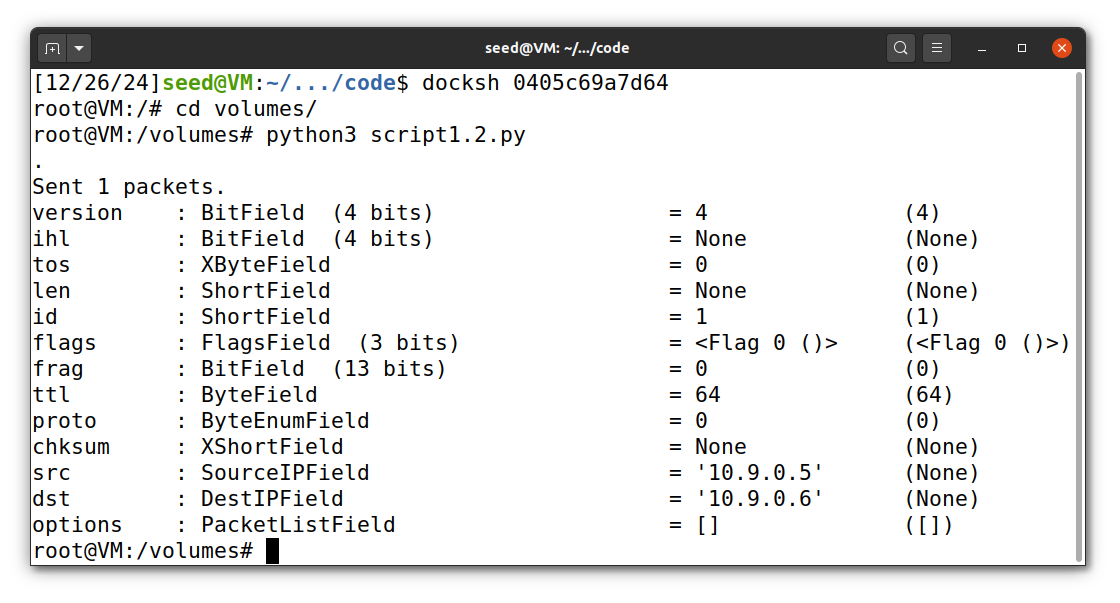 seed@VM: ~/.../code
[12/26/24]seed@VM:~/.../code$ docksh 0405c69a7d64
root@VM:/# cd volumes/
root@VM:/volumes# python3 script1.2.py
.
Sent 1 packets.
version    : BitField  (4 bits)                  = 4               (4)
ihl        : BitField  (4 bits)                  = None            (None)
tos        : XByteField                          = 0               (0)
len        : ShortField                          = None            (None)
id         : ShortField                          = 1               (1)
flags      : FlagsField  (3 bits)                = <Flag 0 ()>     (<Flag 0 ()>)
frag       : BitField  (13 bits)                 = 0               (0)
ttl        : ByteField                           = 64              (64)
proto      : ByteEnumField                       = 0               (0)
chksum     : XShortField                         = None            (None)
src        : SourceIPField                       = '10.9.0.5'      (None)
dst        : DestIPField                         = '10.9.0.6'      (None)
options    : PacketListField                     = []              ([])
root@VM:/volumes#